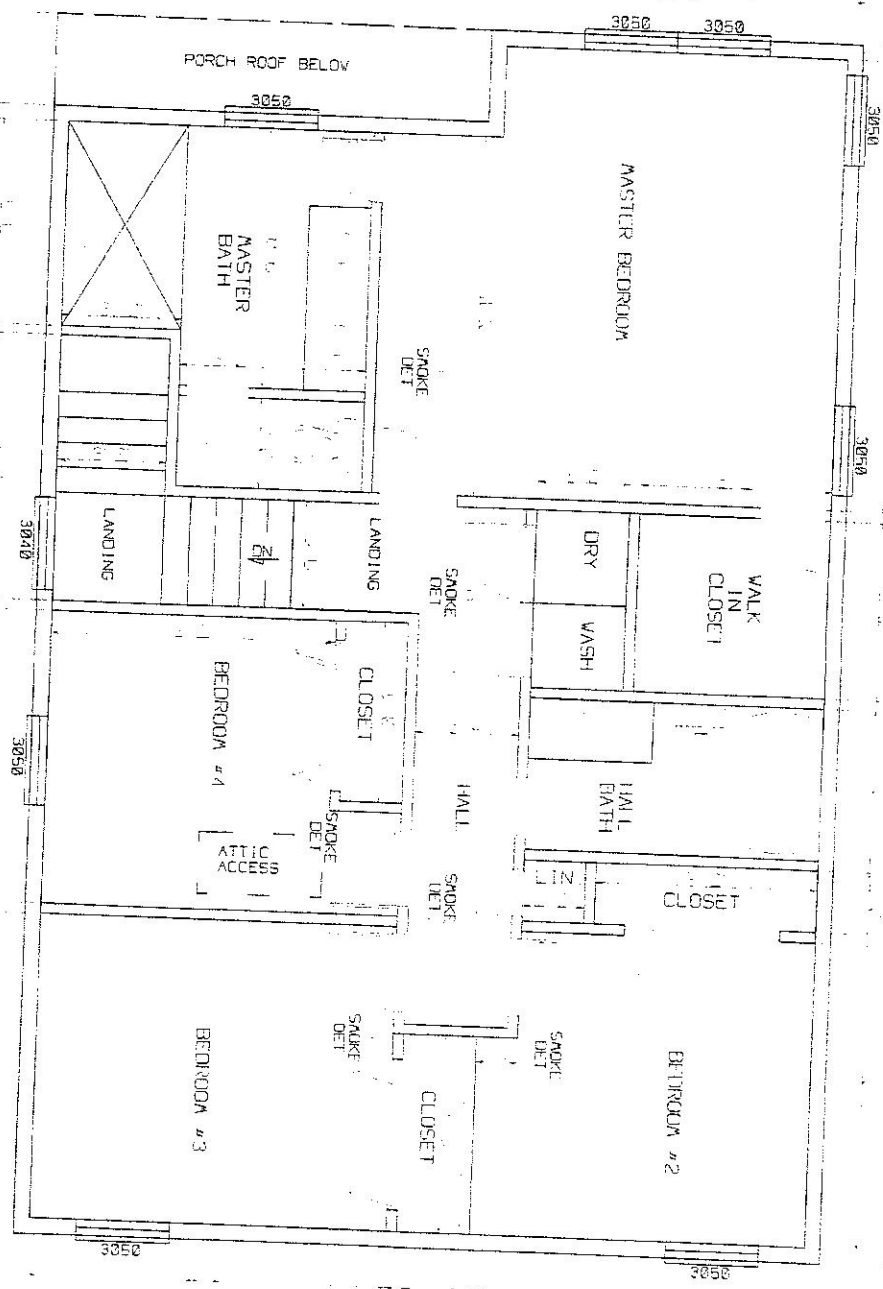 3050
3050
PORCH ROOF BELOW
3050
3050
MASTER BEDROOM
MASTER
BATH
SMOKE
DET
3050
LANDING
DN
LANDING
3040
SMOKE
DET
DRY
WASH
WALK
IN
CLOSET
CLOSET
BEDROOM #4
3050
HALL
HALL
BATH
SMOKE
DET
ATTIC
ACCESS
SMOKE
DET
LIN
CLOSET
SMOKE
DET
SMOKE
DET
BEDROOM #3
CLOSET
BEDROOM #2
3050
3050